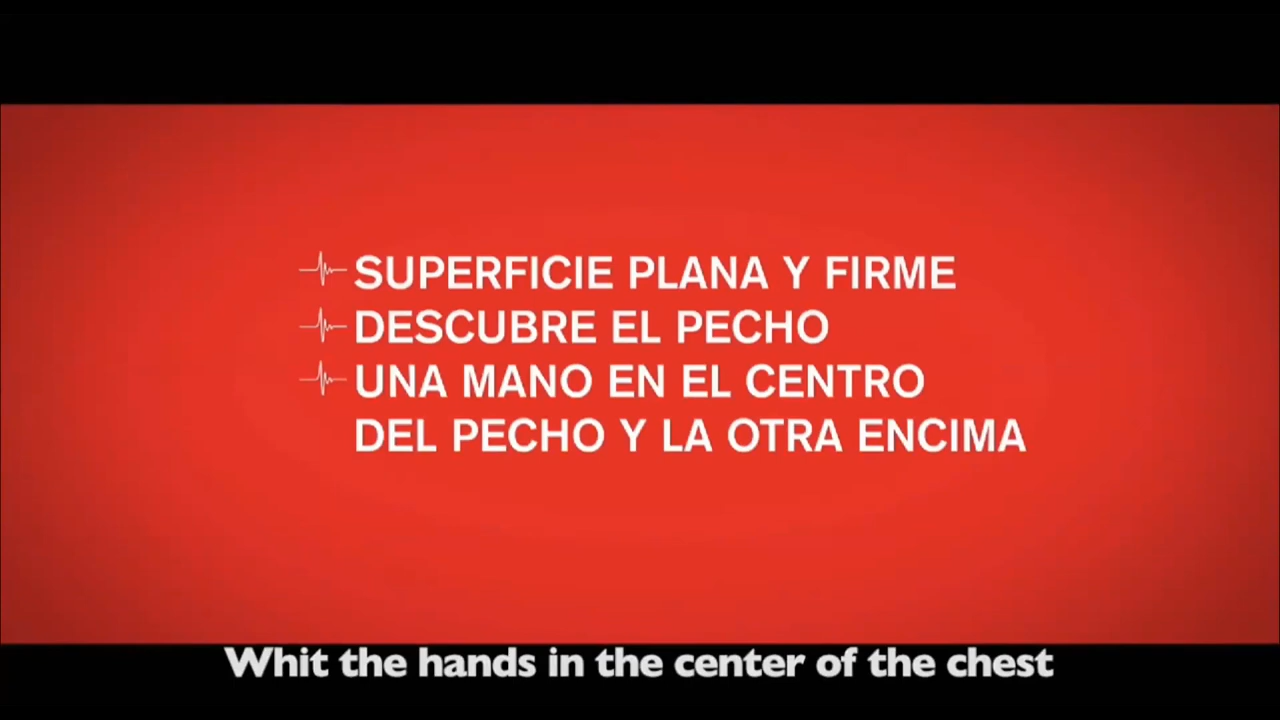 SUPERFICIE PLANA Y FIRME
DESCUBRE EL PECHO
UNA MANO EN EL CENTRO
DEL PECHO Y LA OTRA ENCIMA
Whit the hands in the center of the chest